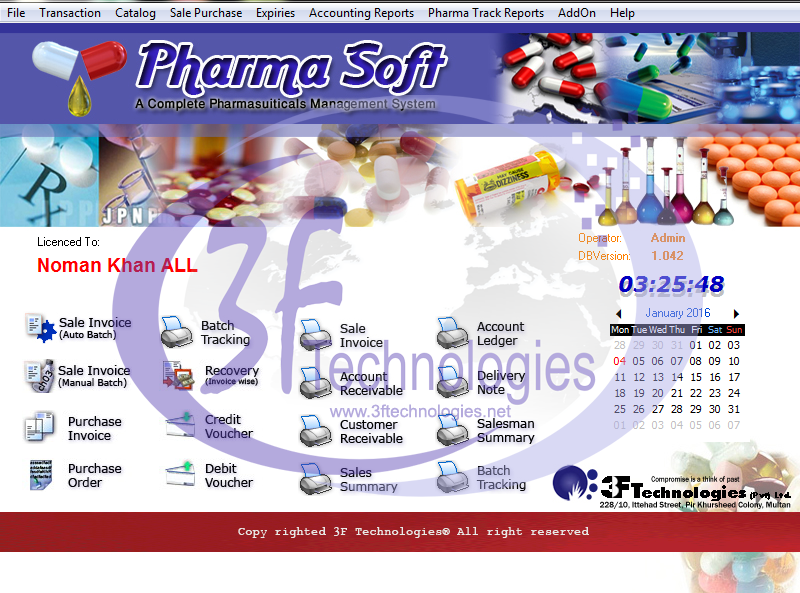 File Transaction Catalog Sale Purchase Expiries Accounting Reports Pharma Track Reports AddOn Help
Pharma Soft
A Complete Pharmasuiticals Management System
MAY CAUSE
DIZZINESS
R
JPNP
Licenced To:
Noman Khan ALL
Operator: Admin
DBVersion: 1.042
03:25:48
January 2016
Mon Tue Wed Thu Fri Sat Sun
28 29 30 31 01 02 03
04 05 06 07 08 09 10
11 12 13 14 15 16 17
18 19 20 21 22 23 24
25 26 27 28 29 30 31
01 02 03 04 05 06 07
3F
Technologies
www.3ftechnologies.net
Sale Invoice
(Auto Batch)
Batch
Tracking
Sale
Invoice
Account
Ledger
Sale Invoice
(Manual Batch)
Recovery
(Invoice wise)
Account
Receivable
Delivery
Note
Purchase
Invoice
Credit
Voucher
Customer
Receivable
Salesman
Summary
Purchase
Order
Debit
Voucher
Sales
Summary
Batch
Tracking
Compromise is a think of past
3F Technologies (Pvt) Ltd.
228/10, Ittehad Street, Pir Khursheed Colony, Multan
Copy righted 3F Technologies® All right reserved